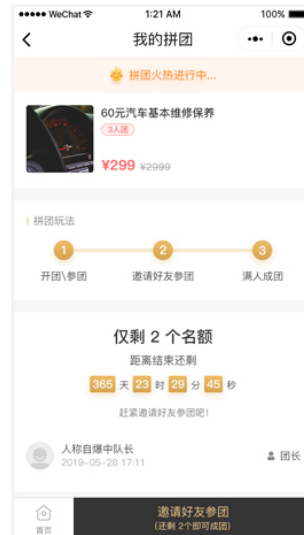 WeChat
1:21 AM
100%
我的拼团
拼团火热进行中...
60元汽车基本维修保养
3人团
¥299 ¥2999
拼团玩法
1 2 3
开团\参团 邀请好友参团 满人成团
仅剩 2 个名额
距离结束还剩
365 天 23 时 29 分 45 秒
赶紧邀请好友参团吧！
人称自爆中队长
团长
2019-05-28 17:11
首页
邀请好友参团
(还剩 2个即可成团)